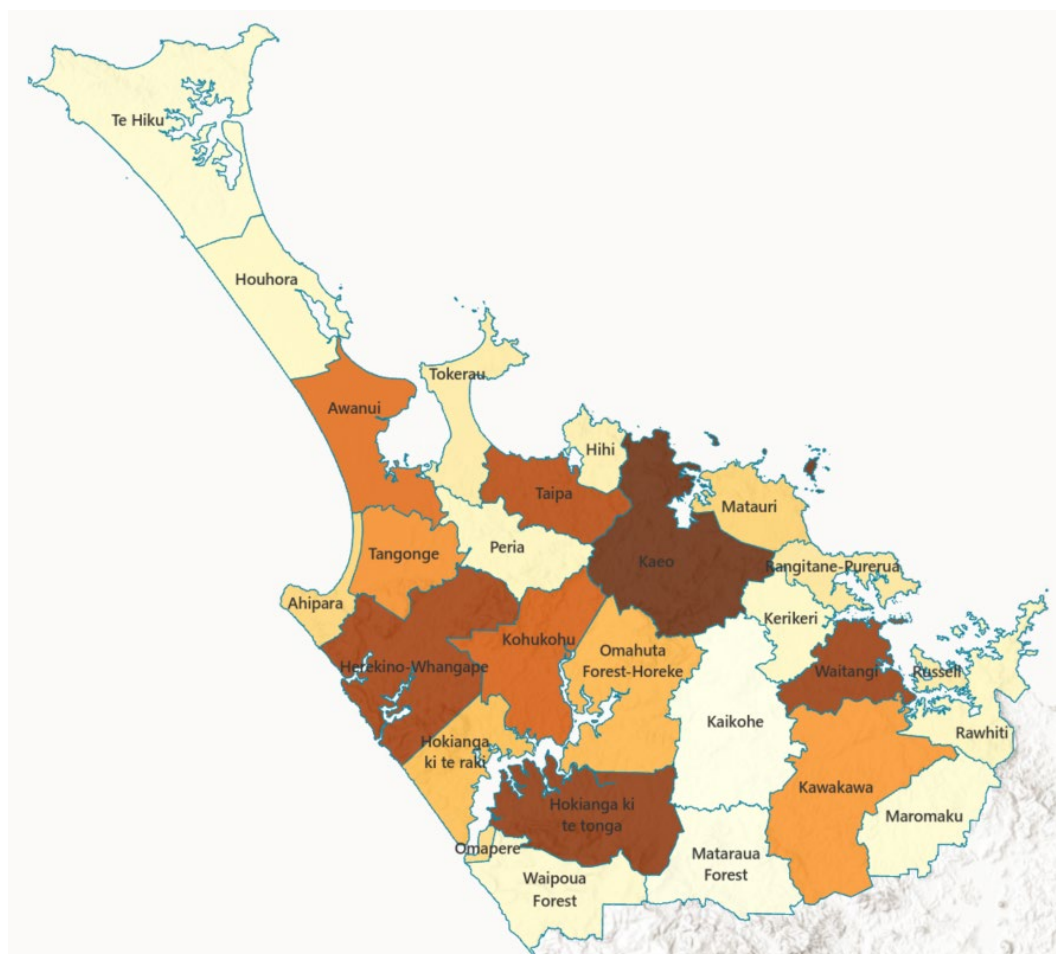 Te Hiku
Houhora
Tokerau
Awanui
Hihi
Taipa
Matauri
Peria
Tangonge
Kaeo
Rangitane-Purerua
Ahipara
Kerikeri
Kohukohu
Omahuta
Forest-Horeke
Herekino-Whangape
Waitangi
Russell
Kaikohe
Rawhiti
Hokianga
ki te raki
Kawakawa
Hokianga ki
te tonga
Maromaku
Omapere
Mataraua
Forest
Waipoua
Forest